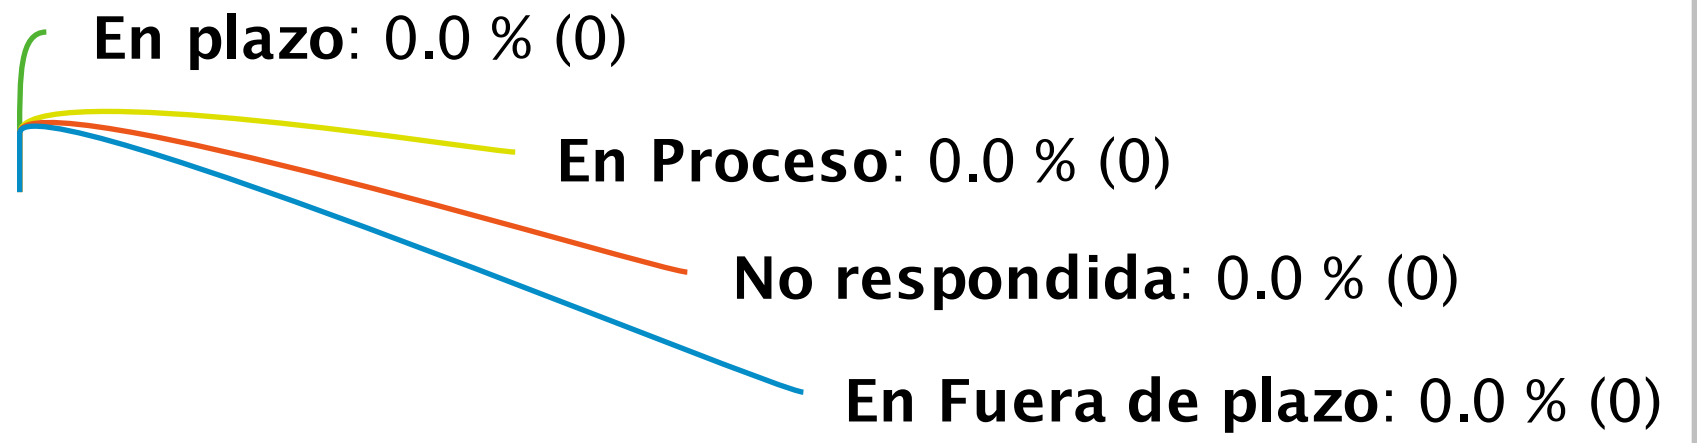 En plazo: 0.0 % (0)
En Proceso: 0.0 % (0)
No respondida: 0.0 % (0)
En Fuera de plazo: 0.0 % (0)